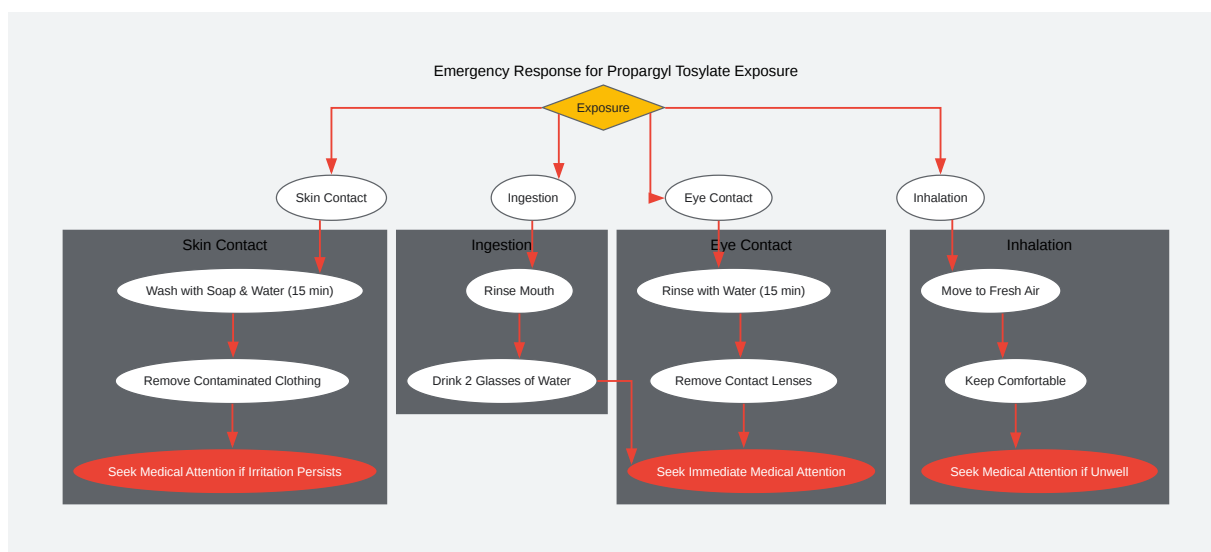 Emergency Response for Propargyl Tosylate Exposure
Exposure
Skin Contact
Ingestion
Eye Contact
Inhalation
Skin Contact
Ingestion
Eye Contact
Inhalation
Wash with Soap & Water (15 min)
Rinse Mouth
Rinse with Water (15 min)
Move to Fresh Air
Remove Contaminated Clothing
Drink 2 Glasses of Water
Remove Contact Lenses
Keep Comfortable
Seek Medical Attention if Irritation Persists
Seek Immediate Medical Attention
Seek Medical Attention if Unwell